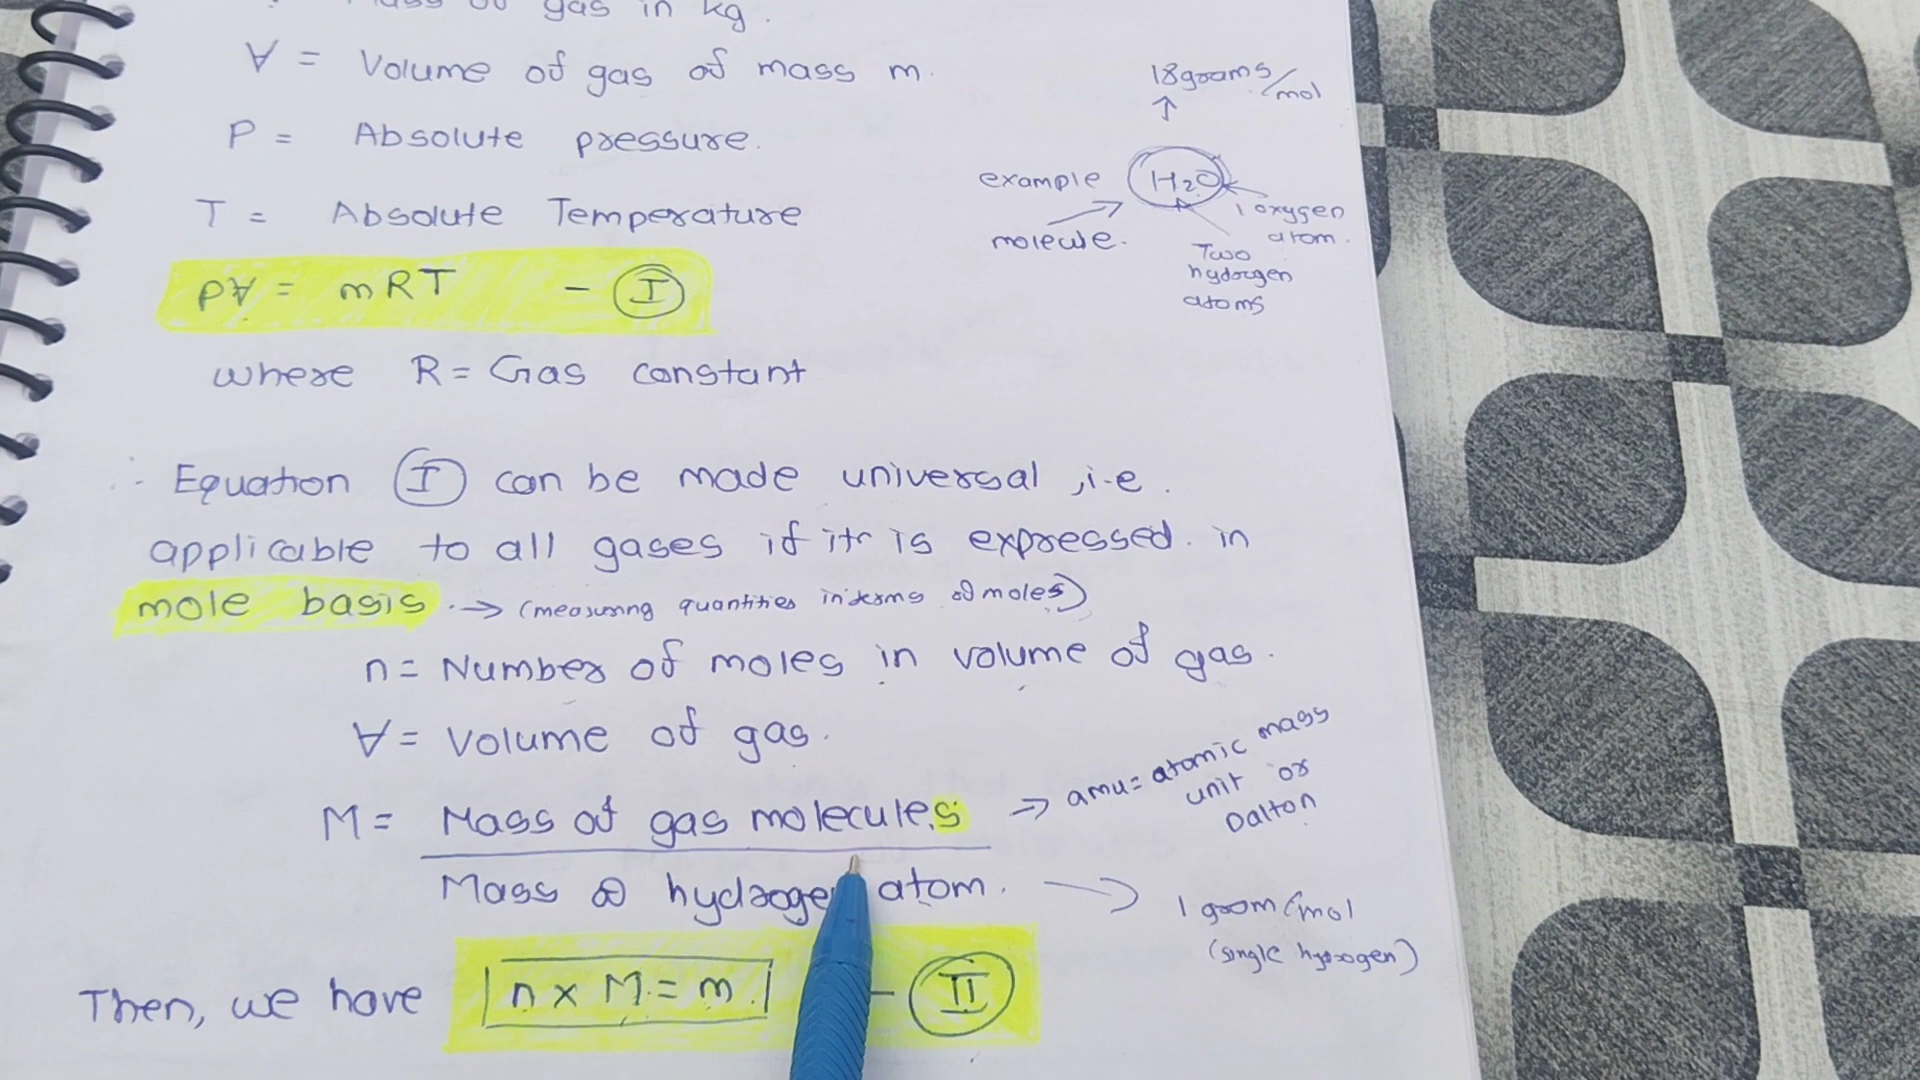 gas in kg.
∀ = Volume of gas of mass m.
P = Absolute pressure.
T = Absolute Temperature
P∀ = mRT - I
where R = Gas constant
18grams/mol
↑
example H2O
molecule.
1 oxygen
atom.
Two
hydrogen
atoms
∴ Equation I can be made universal, i.e.
applicable to all gases if it is expressed in
mole basis. → (measuring quantities in terms of moles)
n = Number of moles in volume of gas.
∀ = Volume of gas.
M = Mass of gas molecules → amu = atomic mass
unit or
Dalton
Mass of hydrogen atom. → 1 gram/mol
(single hydrogen)
Then, we have n x M = m. - II